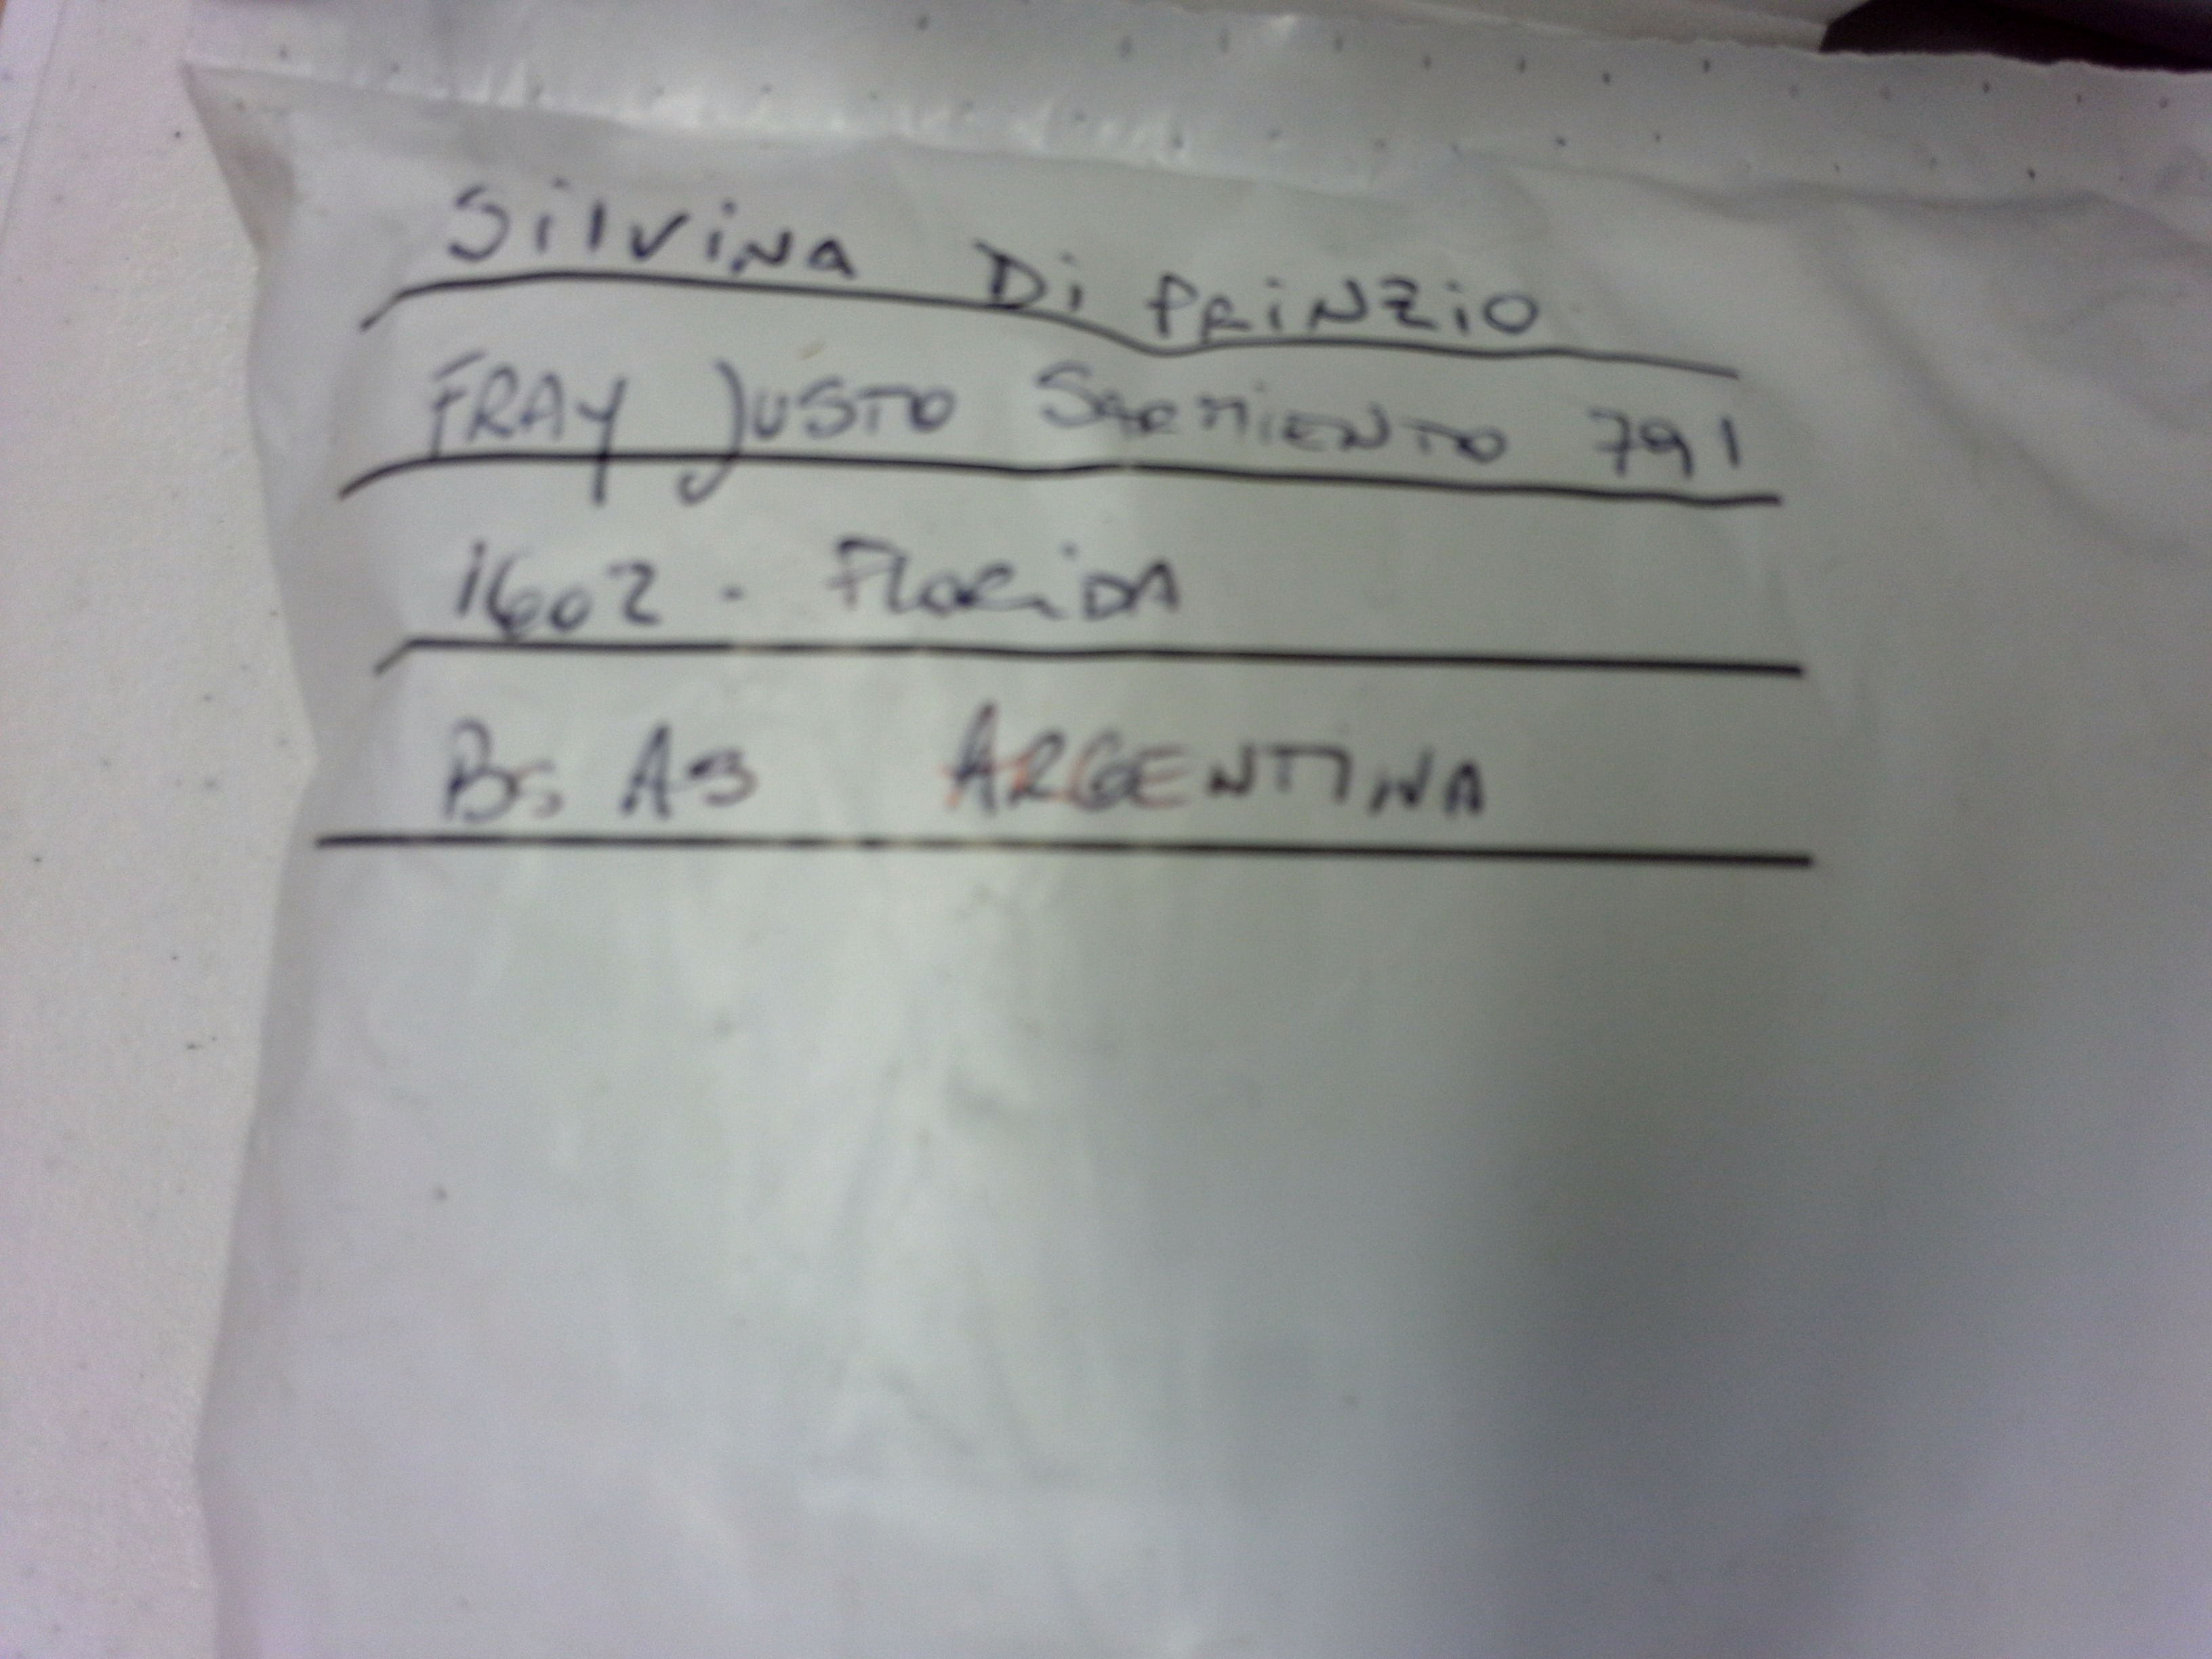 Silvina Di Prinzio
FRAY JUSTO SARMIENTO 791
1602 . FloRiDA
Bs As ARGENTINA